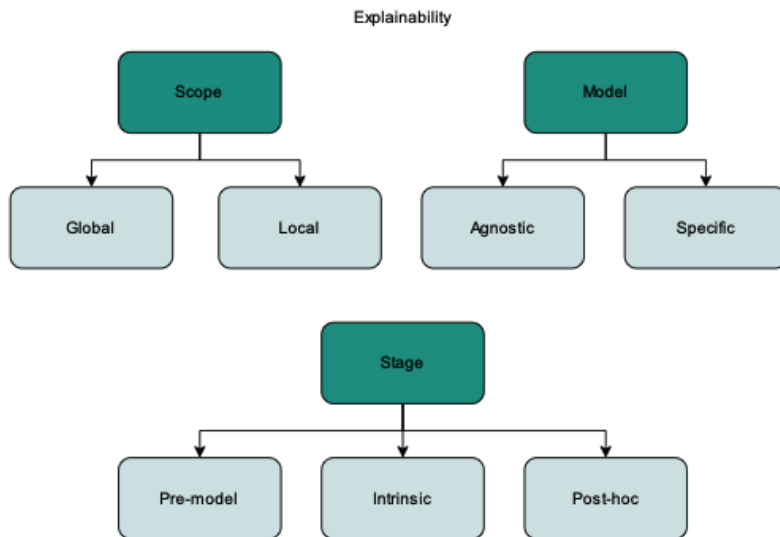 Explainability
Scope
Model
Global
Local
Agnostic
Specific
Stage
Pre-model
Intrinsic
Post-hoc